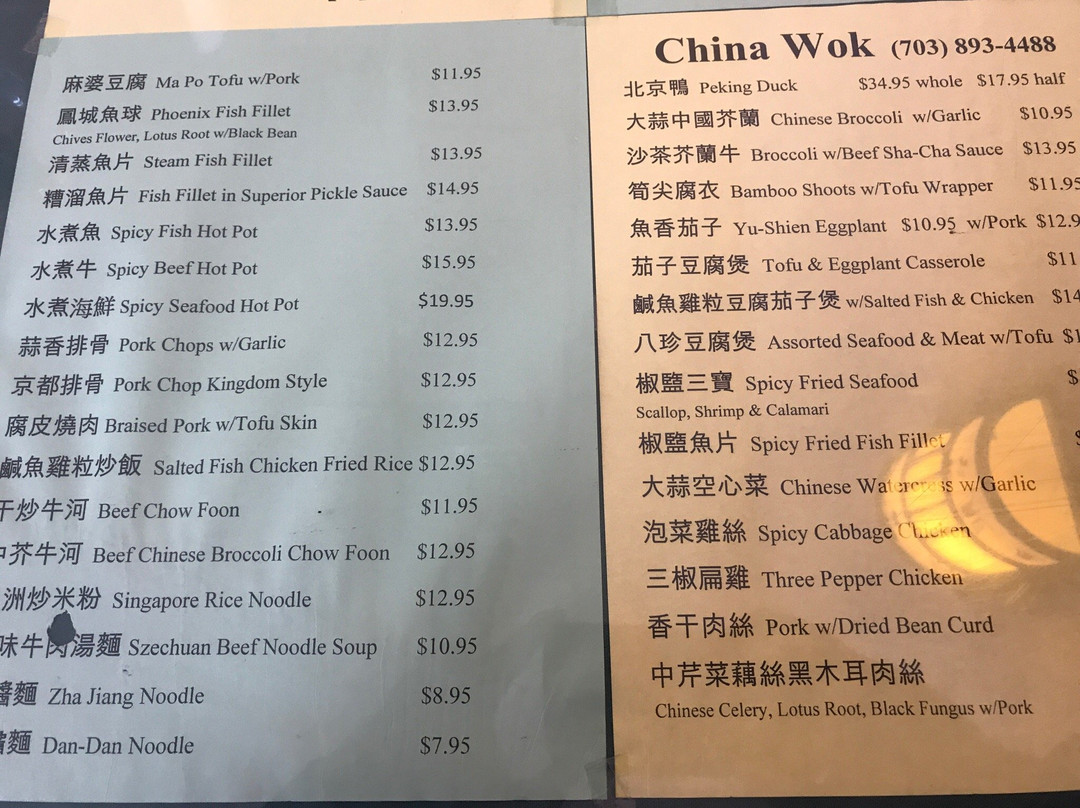 麻婆豆腐 Ma Po Tofu w/Pork $11.95
鳳城魚球 Phoenix Fish Fillet $13.95
Chives Flower, Lotus Root w/Black Bean
清蒸魚片 Steam Fish Fillet $13.95
糟溜魚片 Fish Fillet in Superior Pickle Sauce $14.95
水煮魚 Spicy Fish Hot Pot $13.95
水煮牛 Spicy Beef Hot Pot $15.95
水煮海鮮 Spicy Seafood Hot Pot $19.95
蒜香排骨 Pork Chops w/Garlic $12.95
京都排骨 Pork Chop Kingdom Style $12.95
腐皮燒肉 Braised Pork w/Tofu Skin $12.95
鹹魚雞粒炒飯 Salted Fish Chicken Fried Rice $12.95
干炒牛河 Beef Chow Foon $11.95
中芥牛河 Beef Chinese Broccoli Chow Foon $12.95
洲炒米粉 Singapore Rice Noodle $12.95
味牛肉湯麵 Szechuan Beef Noodle Soup $10.95
醬麵 Zha Jiang Noodle $8.95
麵 Dan-Dan Noodle $7.95
China Wok (703) 893-4488
北京鴨 Peking Duck $34.95 whole $17.95 half
大蒜中國芥蘭 Chinese Broccoli w/Garlic $10.95
沙茶芥蘭牛 Broccoli w/Beef Sha-Cha Sauce $13.95
筍尖腐衣 Bamboo Shoots w/Tofu Wrapper $11.95
魚香茄子 Yu-Shien Eggplant $10.95 w/Pork $12.9
茄子豆腐煲 Tofu & Eggplant Casserole $11
鹹魚雞粒豆腐茄子煲 w/Salted Fish & Chicken $14
八珍豆腐煲 Assorted Seafood & Meat w/Tofu $1
椒鹽三寶 Spicy Fried Seafood $
Scallop, Shrimp & Calamari
椒鹽魚片 Spicy Fried Fish Fillet $
大蒜空心菜 Chinese Watercress w/Garlic
泡菜雞絲 Spicy Cabbage Chicken
三椒扁雞 Three Pepper Chicken
香干肉絲 Pork w/Dried Bean Curd
中芹菜藕絲黑木耳肉絲
Chinese Celery, Lotus Root, Black Fungus w/Pork